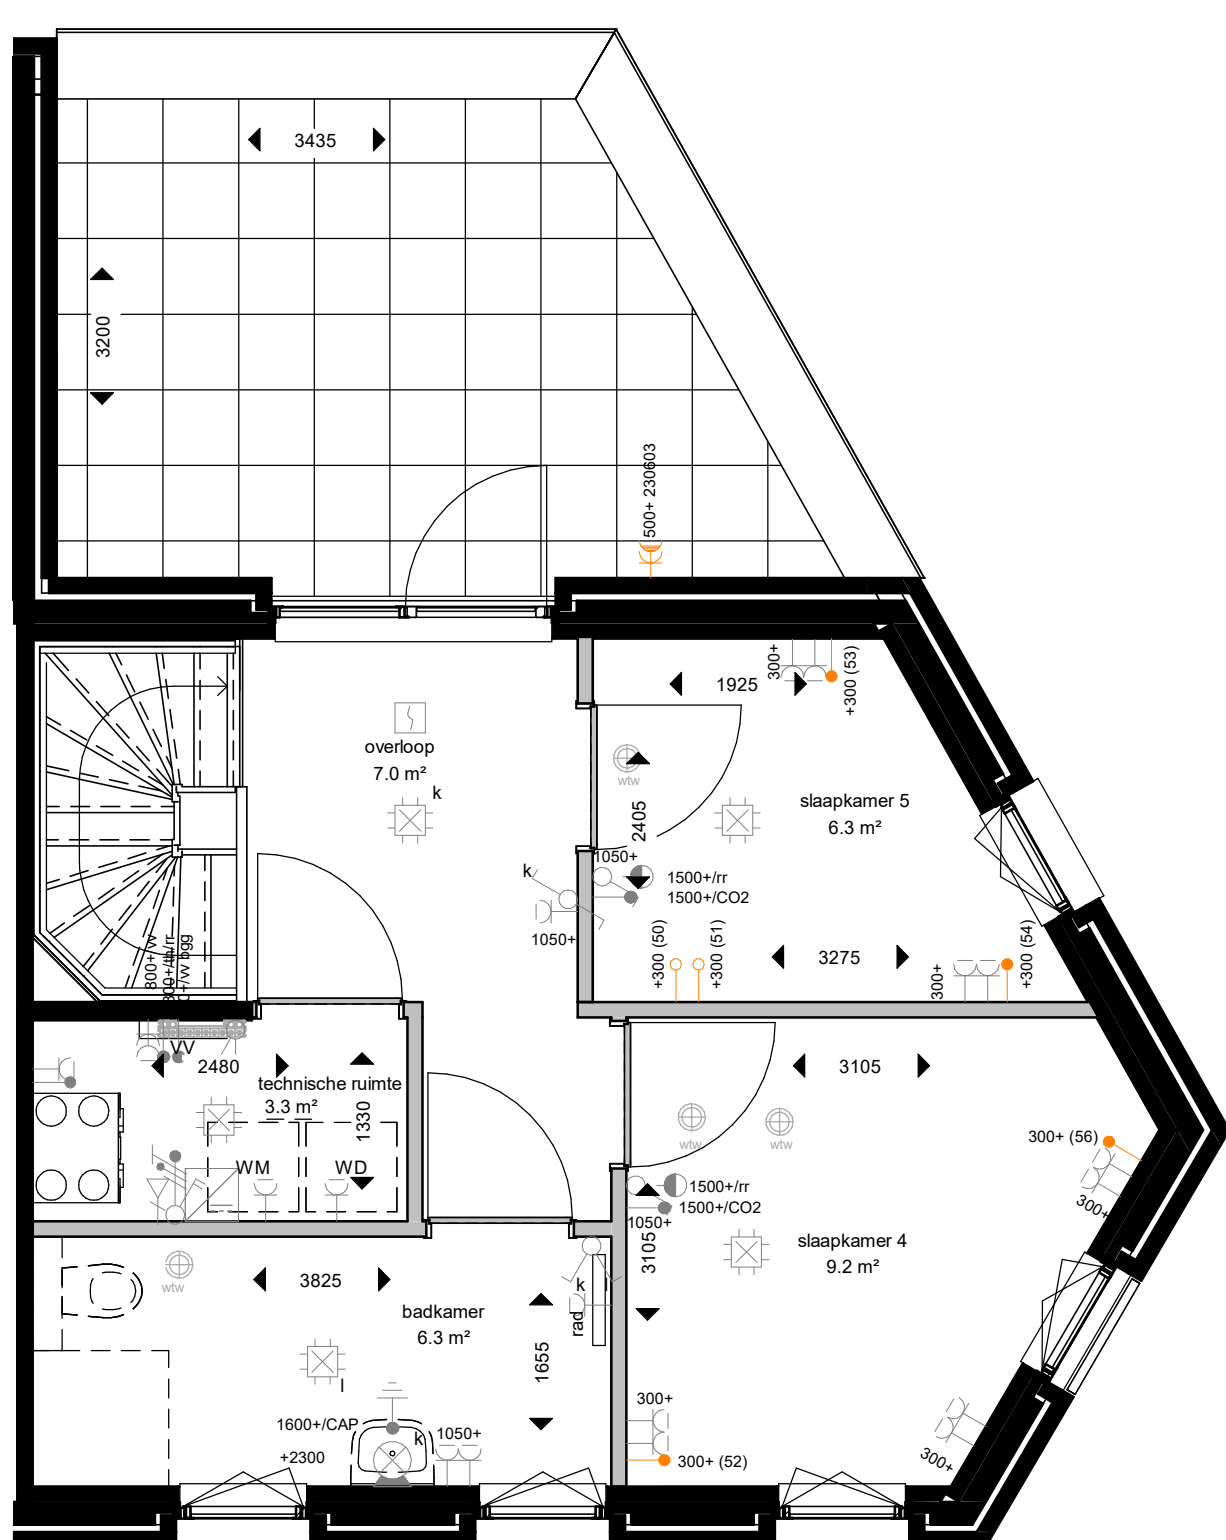 3435
3200
500+ 230603
1925
300+
+300 (53)
overloop
7.0 m²
k
wtw
2405
slaapkamer 5
6.3 m²
1050+
1500+/rr
1500+/CO2
k
1050+
+300 (50)
+300 (51)
3275
300+
+300 (54)
800+/vv
VV
2480
technische ruimte
3.3 m²
1330
WM
WD
3105
wtw
wtw
300+ (56)
300+
1500+/rr
1500+/CO2
1050+
3105
slaapkamer 4
9.2 m²
wtw
3825
badkamer
6.3 m²
k
rad
1655
1600+/CAP
k
1050+
+2300
300+
300+ (52)
300+